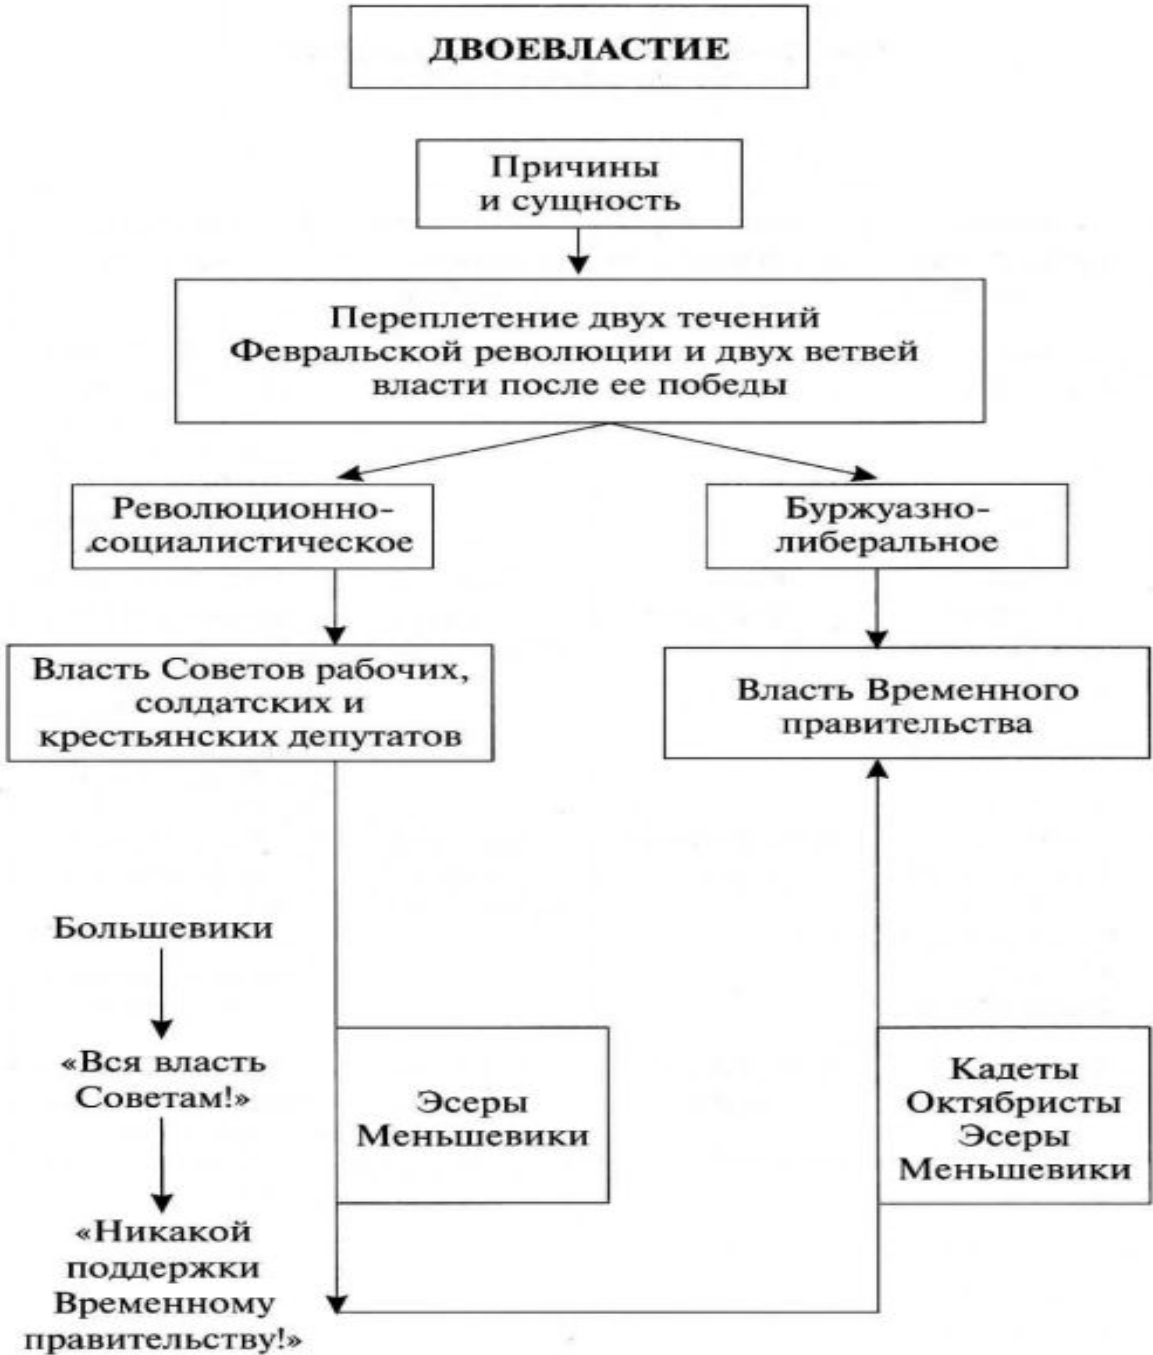 ДВОЕВЛАСТИЕ
Причины
и сущность
Переплетение двух течений
Февральской революции и двух ветвей
власти после ее победы
Революционно-
социалистическое
Буржуазно-
либеральное
Власть Советов рабочих,
солдатских и
крестьянских депутатов
Власть Временного
правительства
Большевики
«Вся власть
Советам!»
«Никакой
поддержки
Временному
правительству!»
Эсеры
Меньшевики
Кадеты
Октябристы
Эсеры
Меньшевики